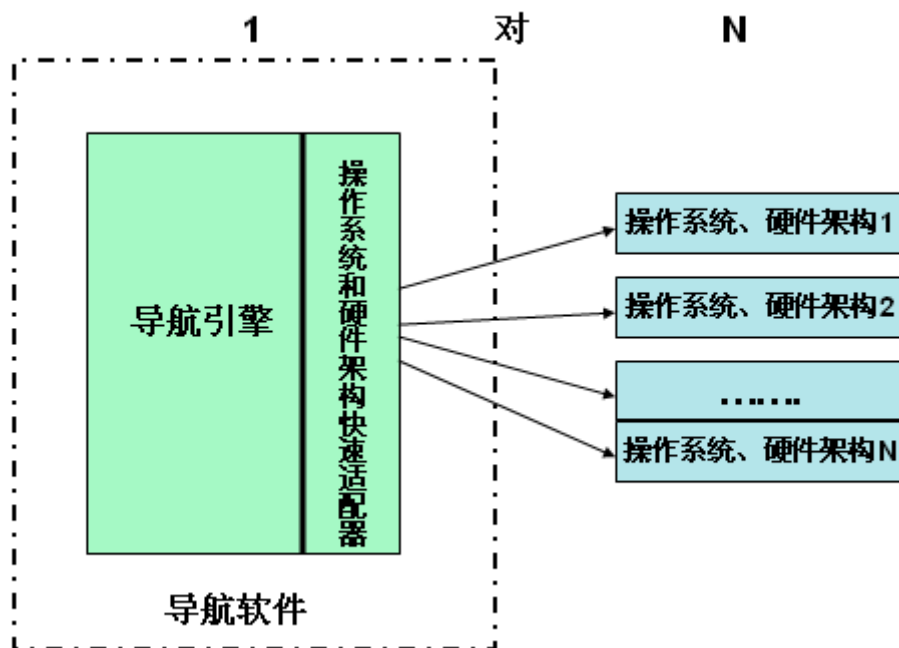 1 对 N
操作系统和硬件架构快速适配器
导航引擎
操作系统、硬件架构1
操作系统、硬件架构2
…….
操作系统、硬件架构N
导航软件